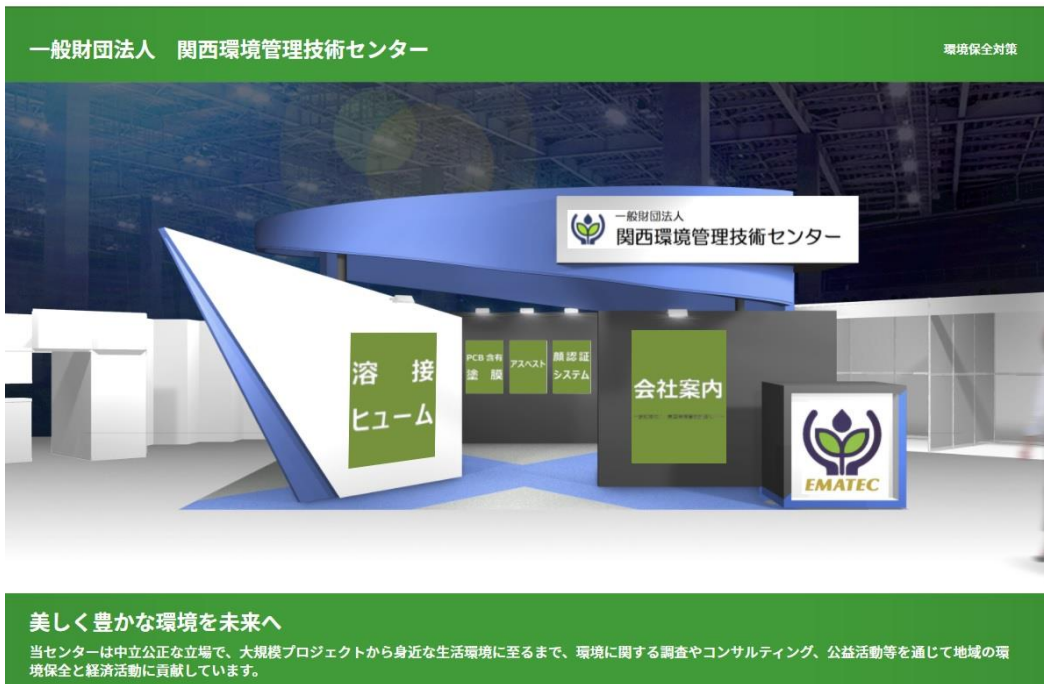 一般財団法人　関西環境管理技術センター
環境保全対策
一般財団法人
関西環境管理技術センター
溶接
ヒューム
PCB含有
塗膜
アスベスト
顔認証
システム
会社案内
EMATEC
美しく豊かな環境を未来へ
当センターは中立公正な立場で、大規模プロジェクトから身近な生活環境に至るまで、環境に関する調査やコンサルティング、公益活動等を通じて地域の環
境保全と経済活動に貢献しています。